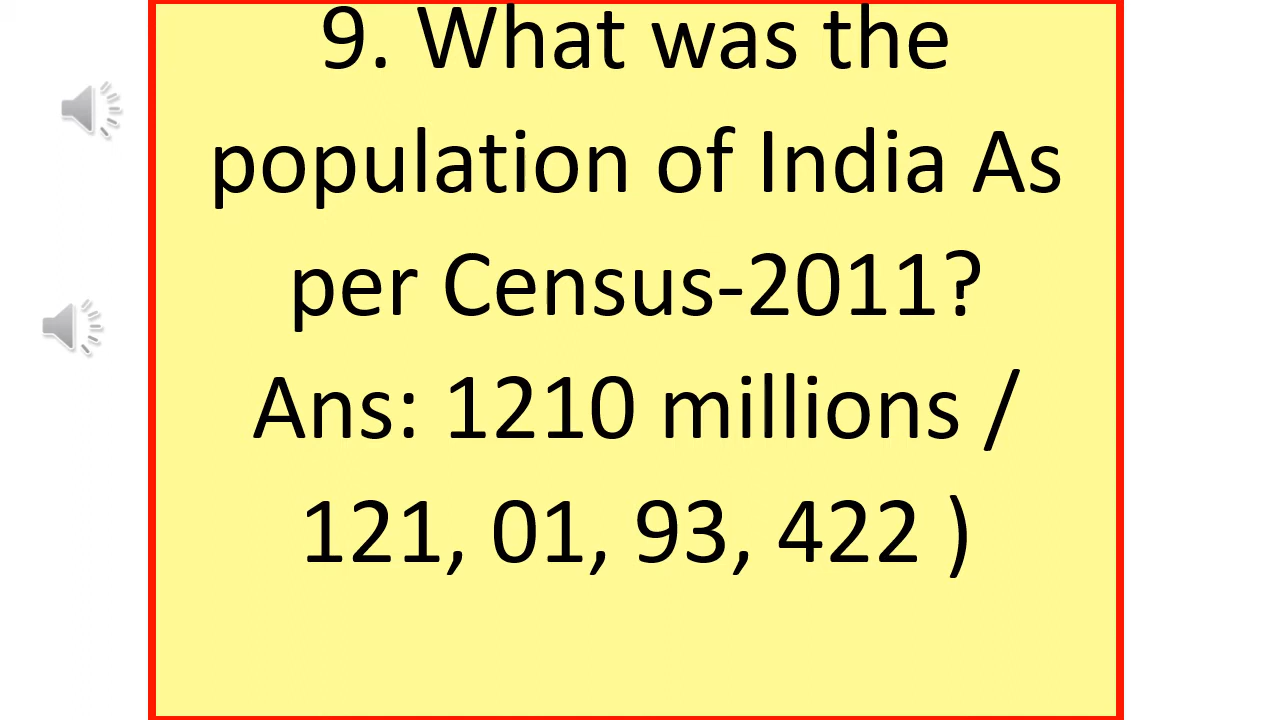 9. What was the
population of India As
per Census-2011?
Ans: 1210 millions /
121, 01, 93, 422 )